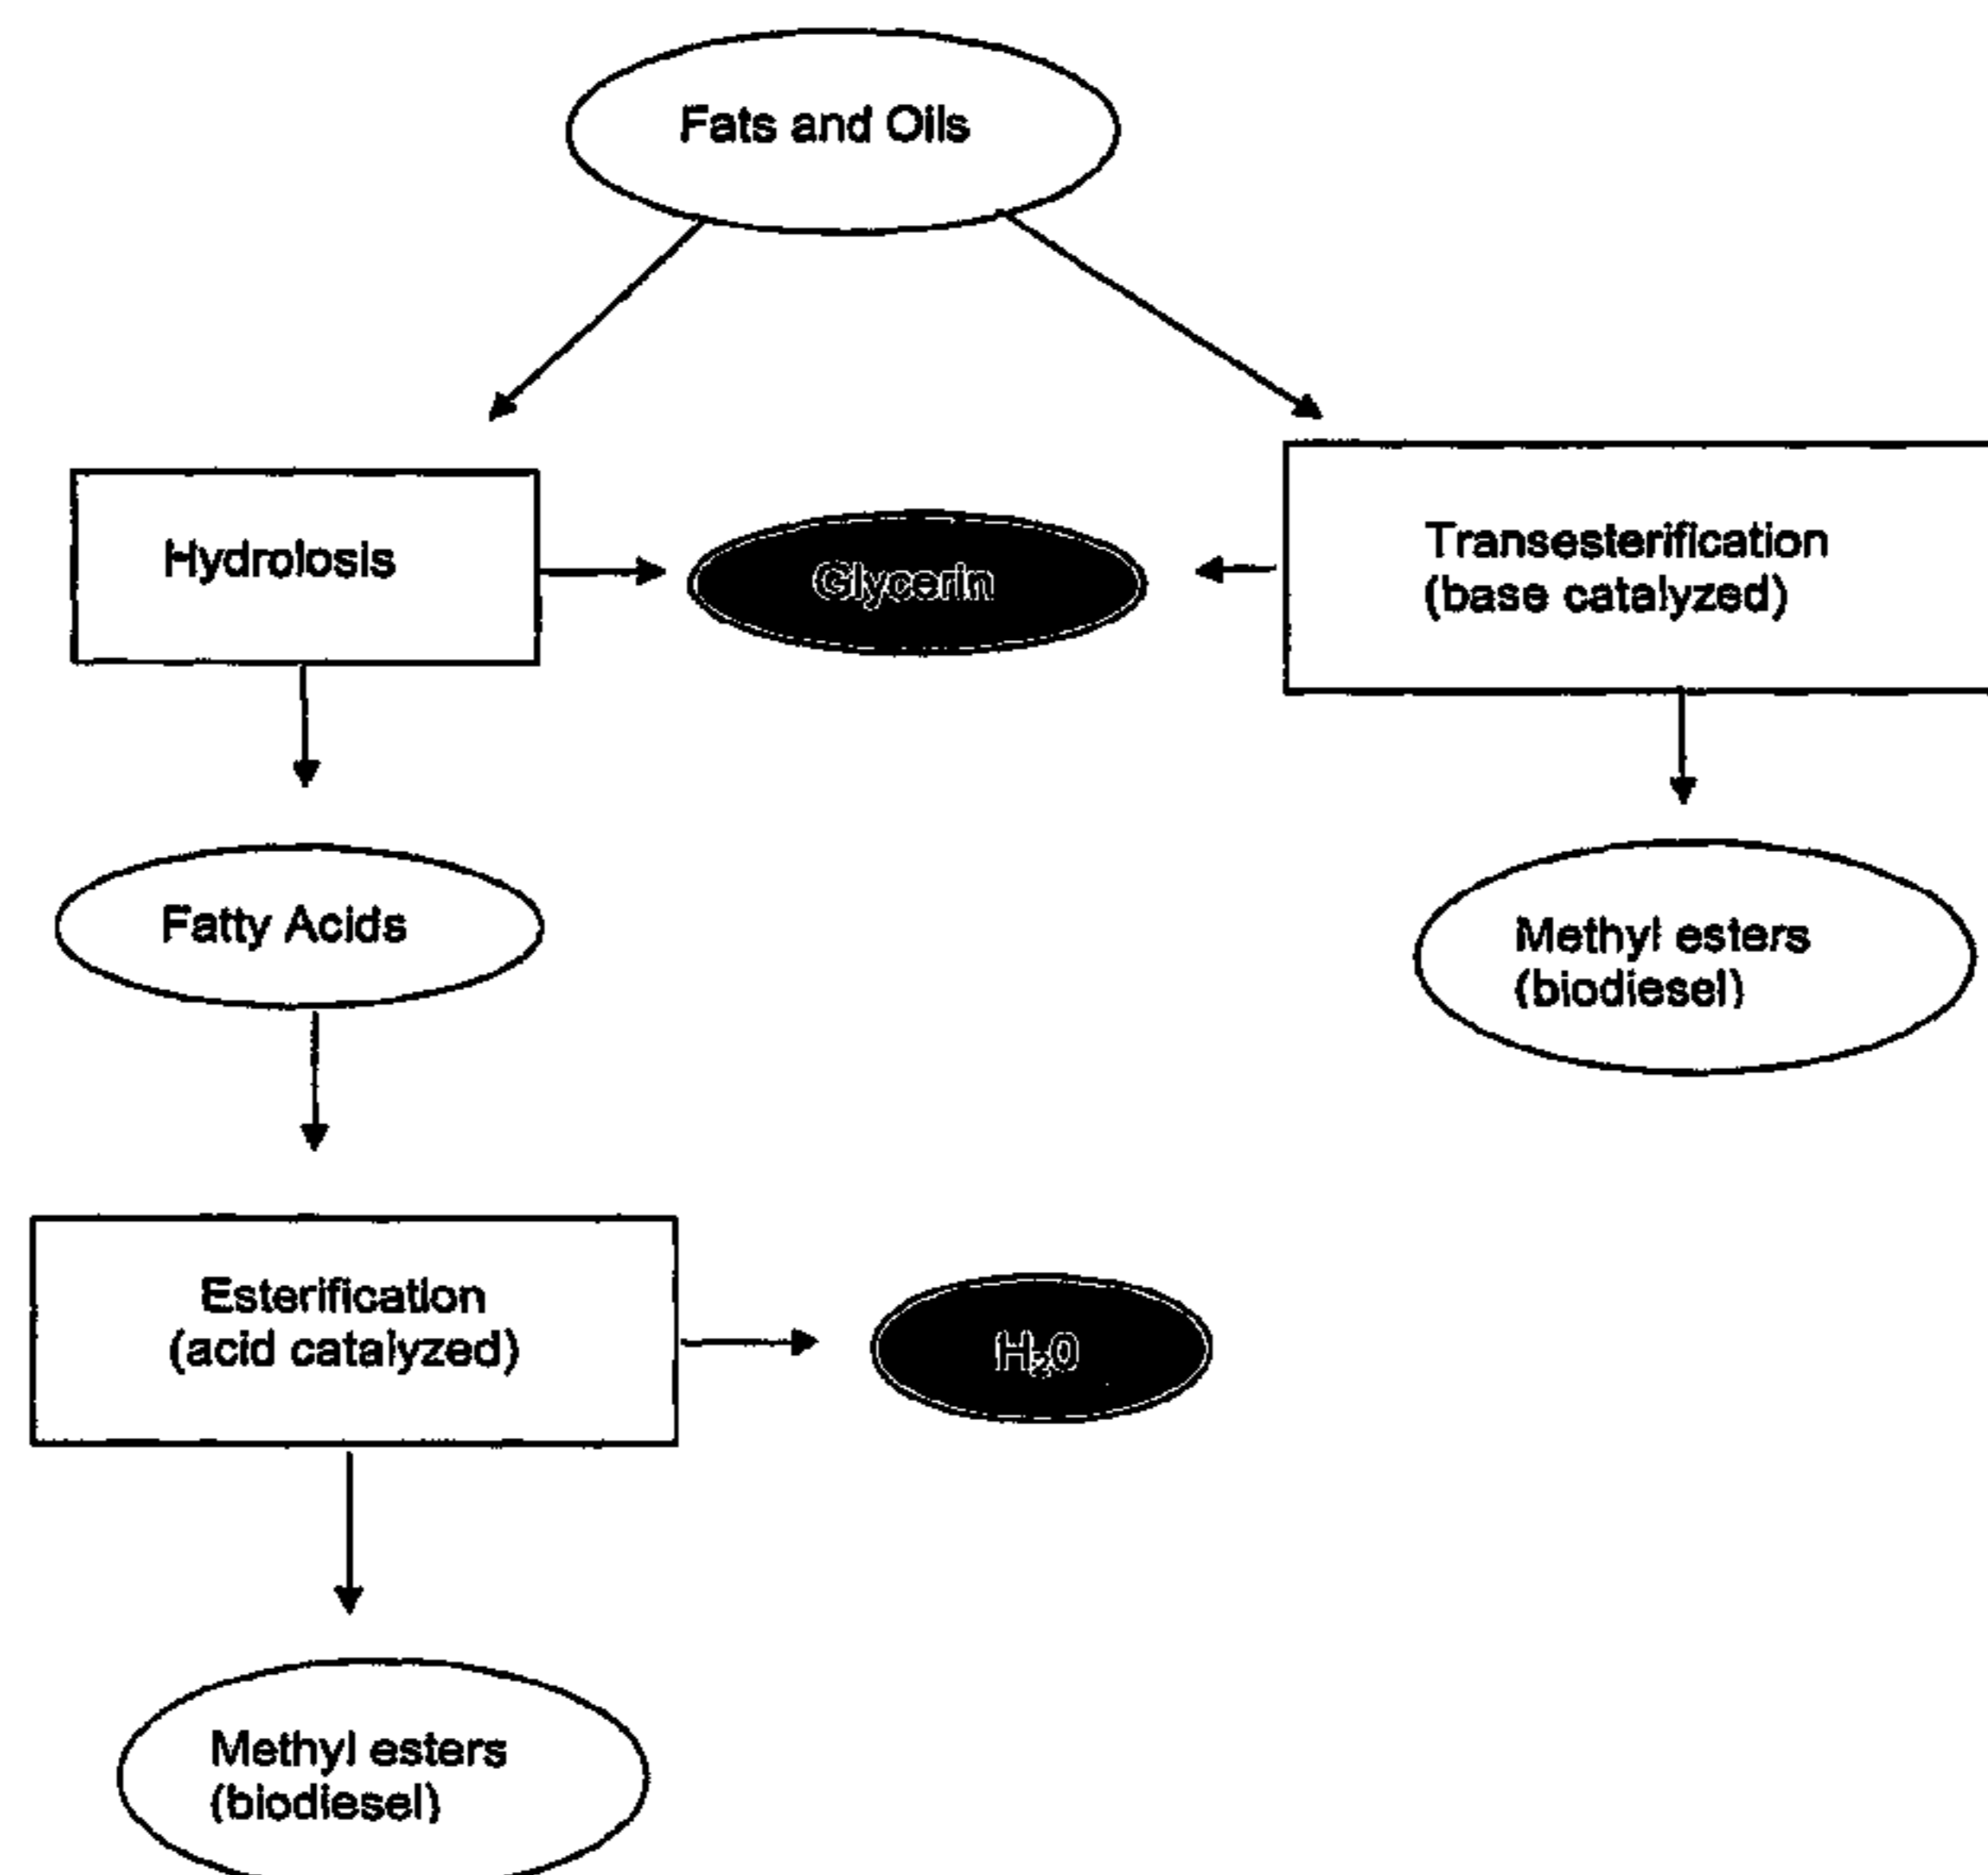 Fats and Oils
Hydrolosis
Glycerin
Transesterification
(base catalyzed)
Fatty Acids
Methyl esters
(biodiesel)
Esterification
(acid catalyzed)
H₂0
Methyl esters
(biodiesel)